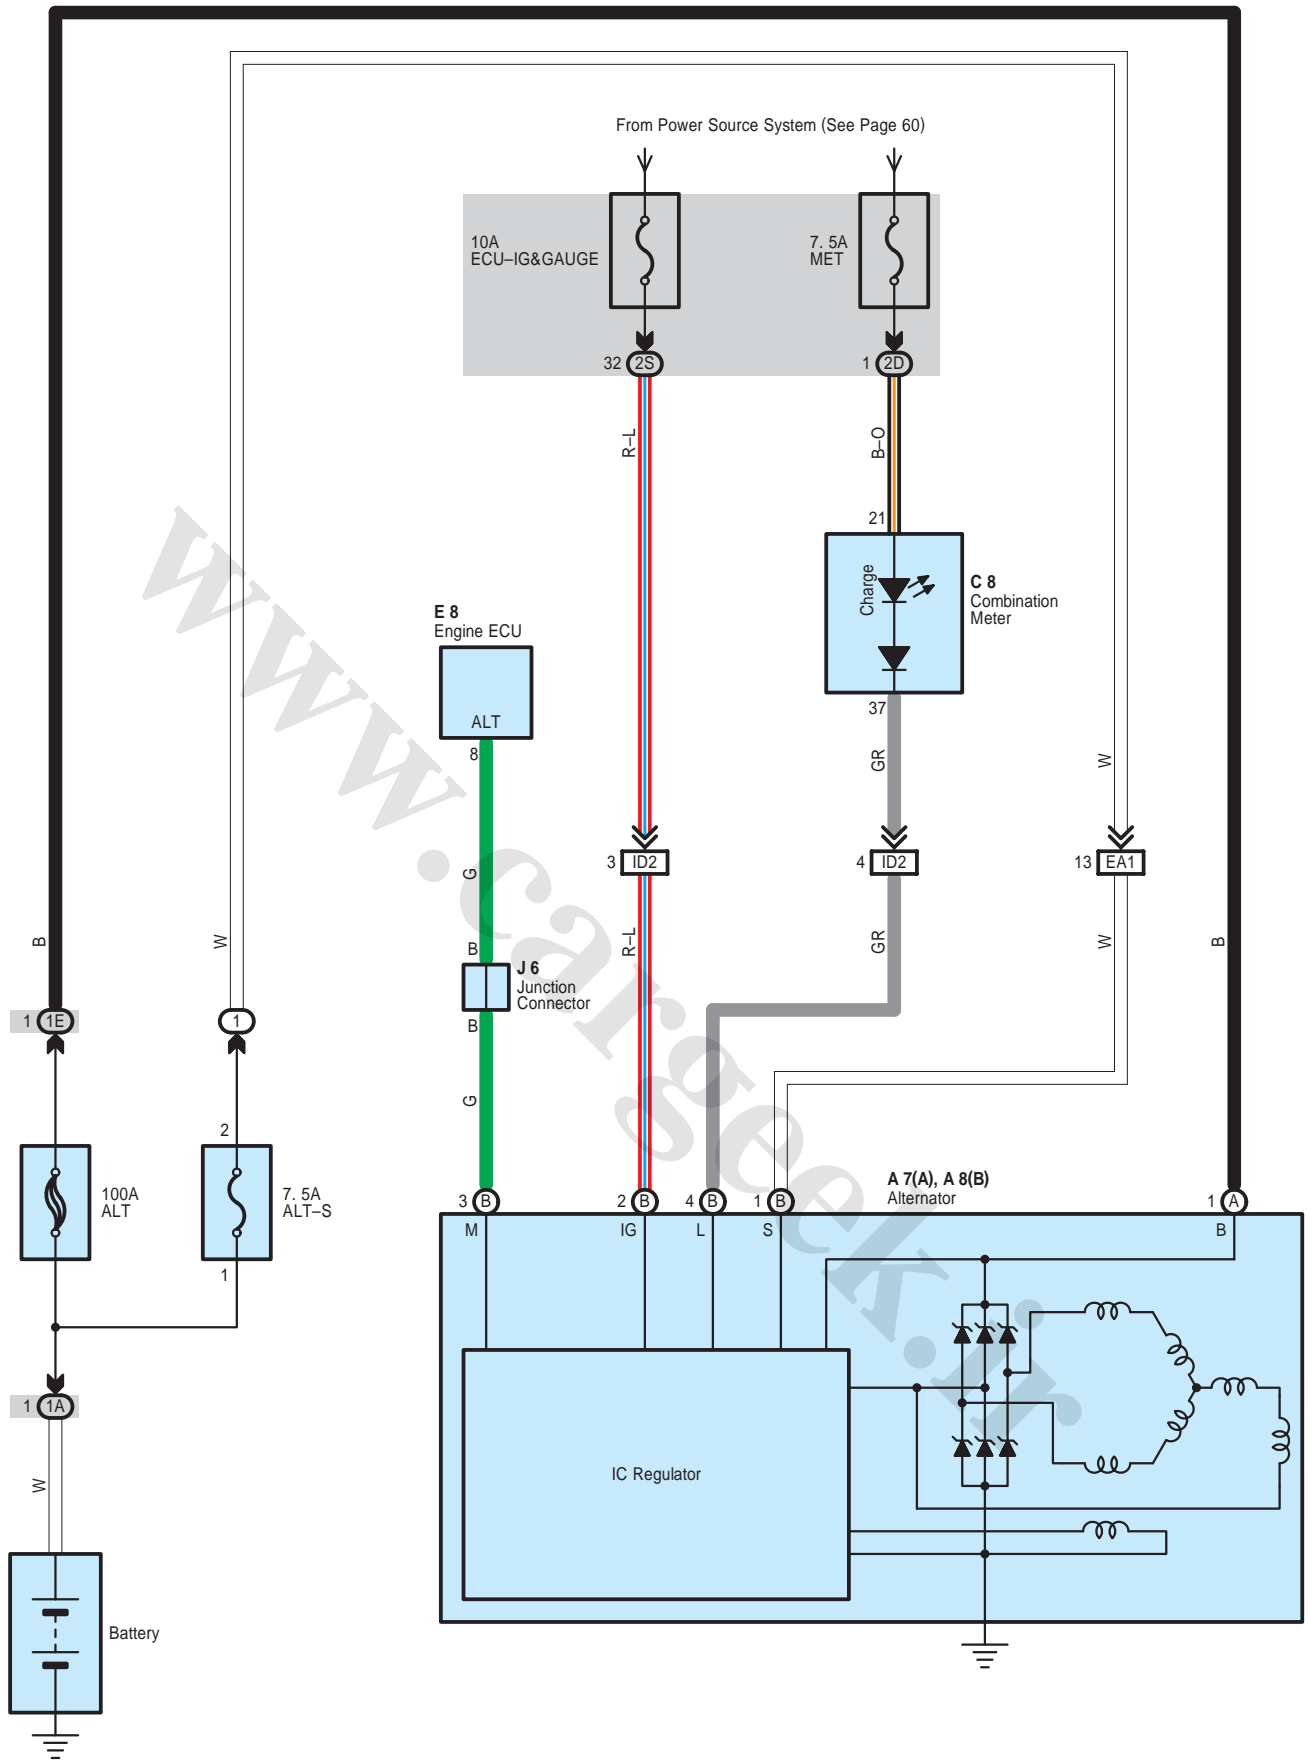 From Power Source System (See Page 60)
10A
ECU–IG&GAUGE
7. 5A
MET
32 2S
1 2D
R–L
B–O
21
Charge
C 8
Combination
Meter
E 8
Engine ECU
ALT
8
37
GR
W
3 ID2
4 ID2
13 EA1
G
B
W
B
R–L
GR
W
B
J 6
Junction
Connector
B
1 1E
1
G
2
100A
ALT
7. 5A
ALT–S
1
A 7(A), A 8(B)
Alternator
3 B
2 B
4 B
1 B
1 A
M
IG
L
S
B
1 1A
W
IC Regulator
Battery
www.cargeek.ir